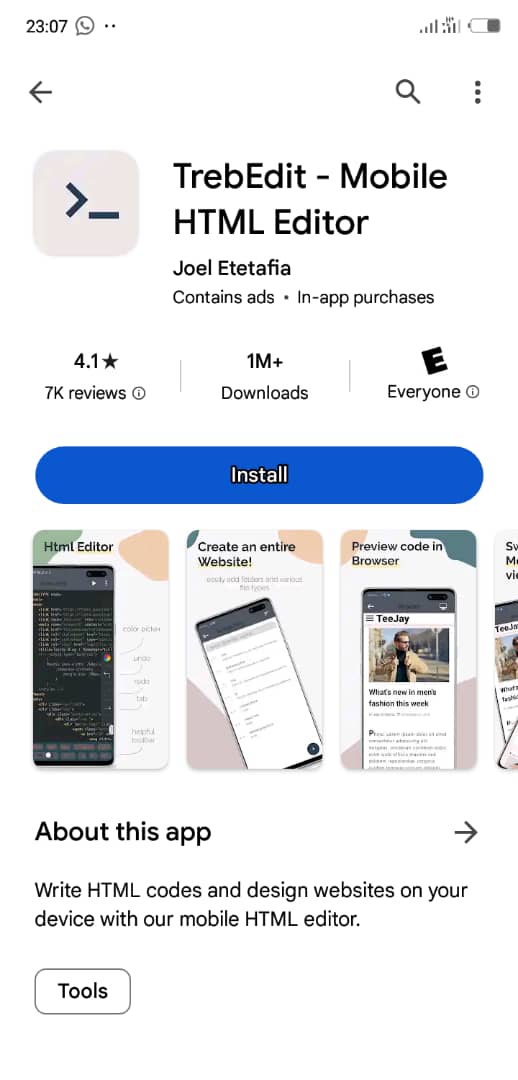 23:07
TrebEdit - Mobile
HTML Editor
Joel Etetafia
Contains ads • In-app purchases
4.1★
7K reviews
1M+
Downloads
E
Everyone
Install
Html Editor
color picker
undo
redo
tab
helpful
toolbar
Create an entire
Website!
easily add folders and various
file types
Preview code in
Browser
TeeJay
What's new in men's
fashion this week
About this app
Write HTML codes and design websites on your
device with our mobile HTML editor.
Tools